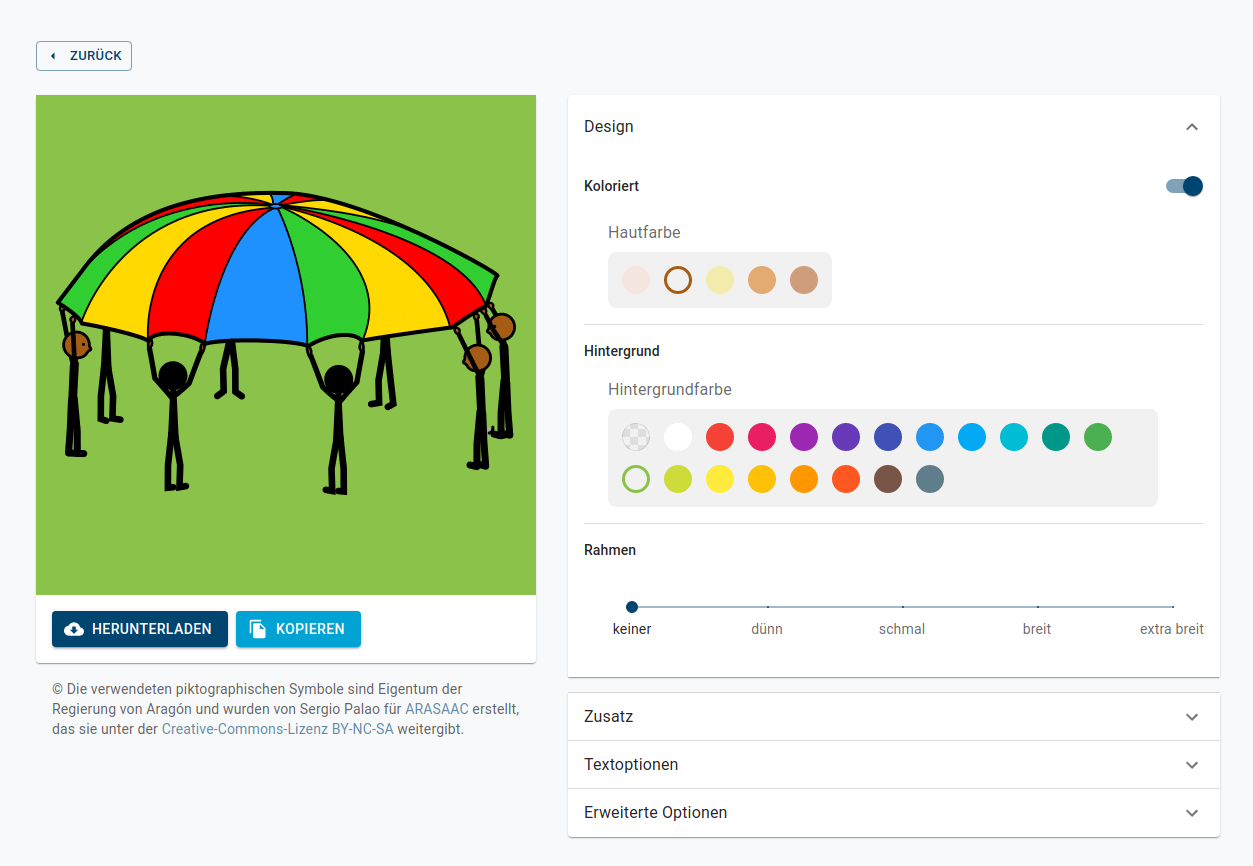 ZURÜCK
HERUNTERLADEN
KOPIEREN
© Die verwendeten piktographischen Symbole sind Eigentum der
Regierung von Aragón und wurden von Sergio Palao für ARASAAC erstellt,
das sie unter der Creative-Commons-Lizenz BY-NC-SA weitergibt.
Design
Koloriert
Hautfarbe
Hintergrund
Hintergrundfarbe
Rahmen
keiner dünn schmal breit extra breit
Zusatz
Textoptionen
Erweiterte Optionen